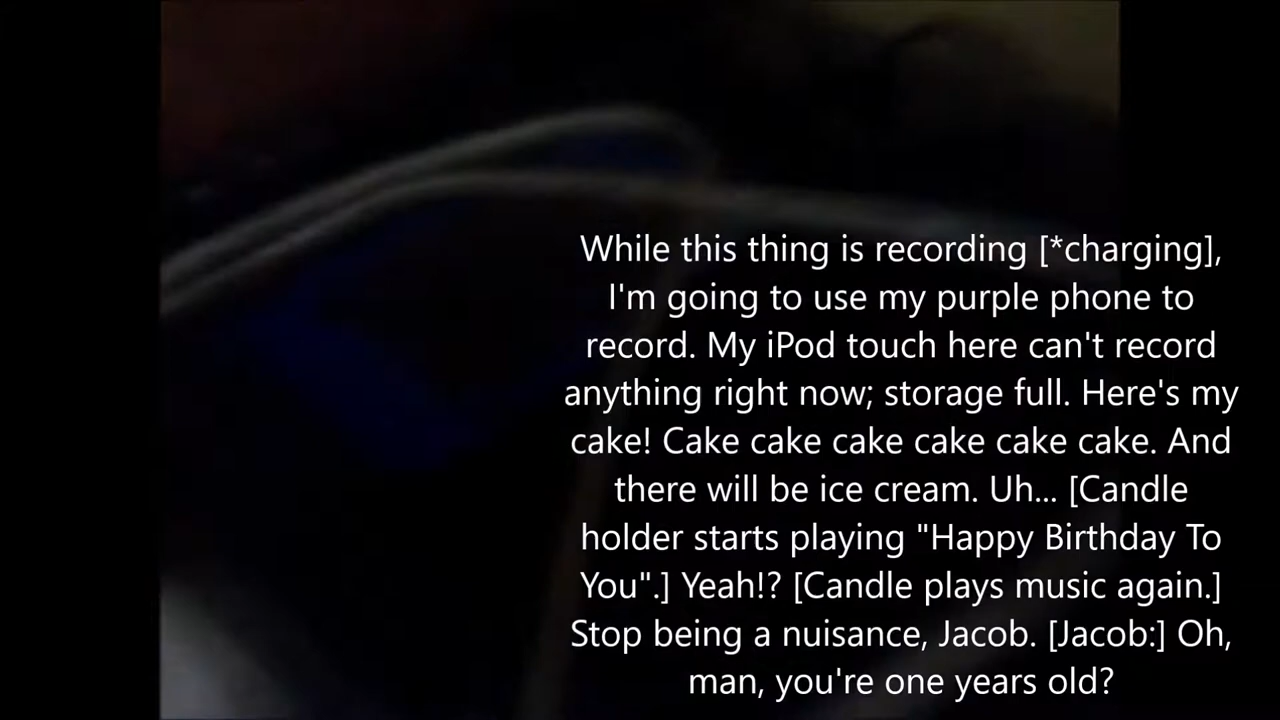 While this thing is recording [*charging],
I'm going to use my purple phone to
record. My iPod touch here can't record
anything right now; storage full. Here's my
cake! Cake cake cake cake cake cake. And
there will be ice cream. Uh... [Candle
holder starts playing "Happy Birthday To
You".] Yeah!? [Candle plays music again.]
Stop being a nuisance, Jacob. [Jacob:] Oh,
man, you're one years old?